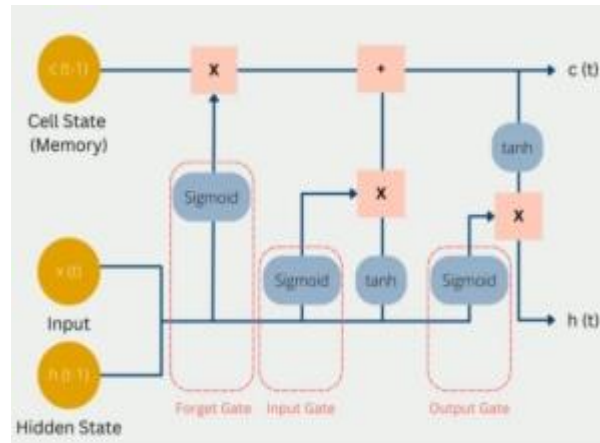 c (t-1)
X
+
c (t)
Cell State
(Memory)
tanh
Sigmoid
X
X
x (t)
Sigmoid
tanh
Sigmoid
Input
h (t)
h (t-1)
Forget Gate
Input Gate
Output Gate
Hidden State